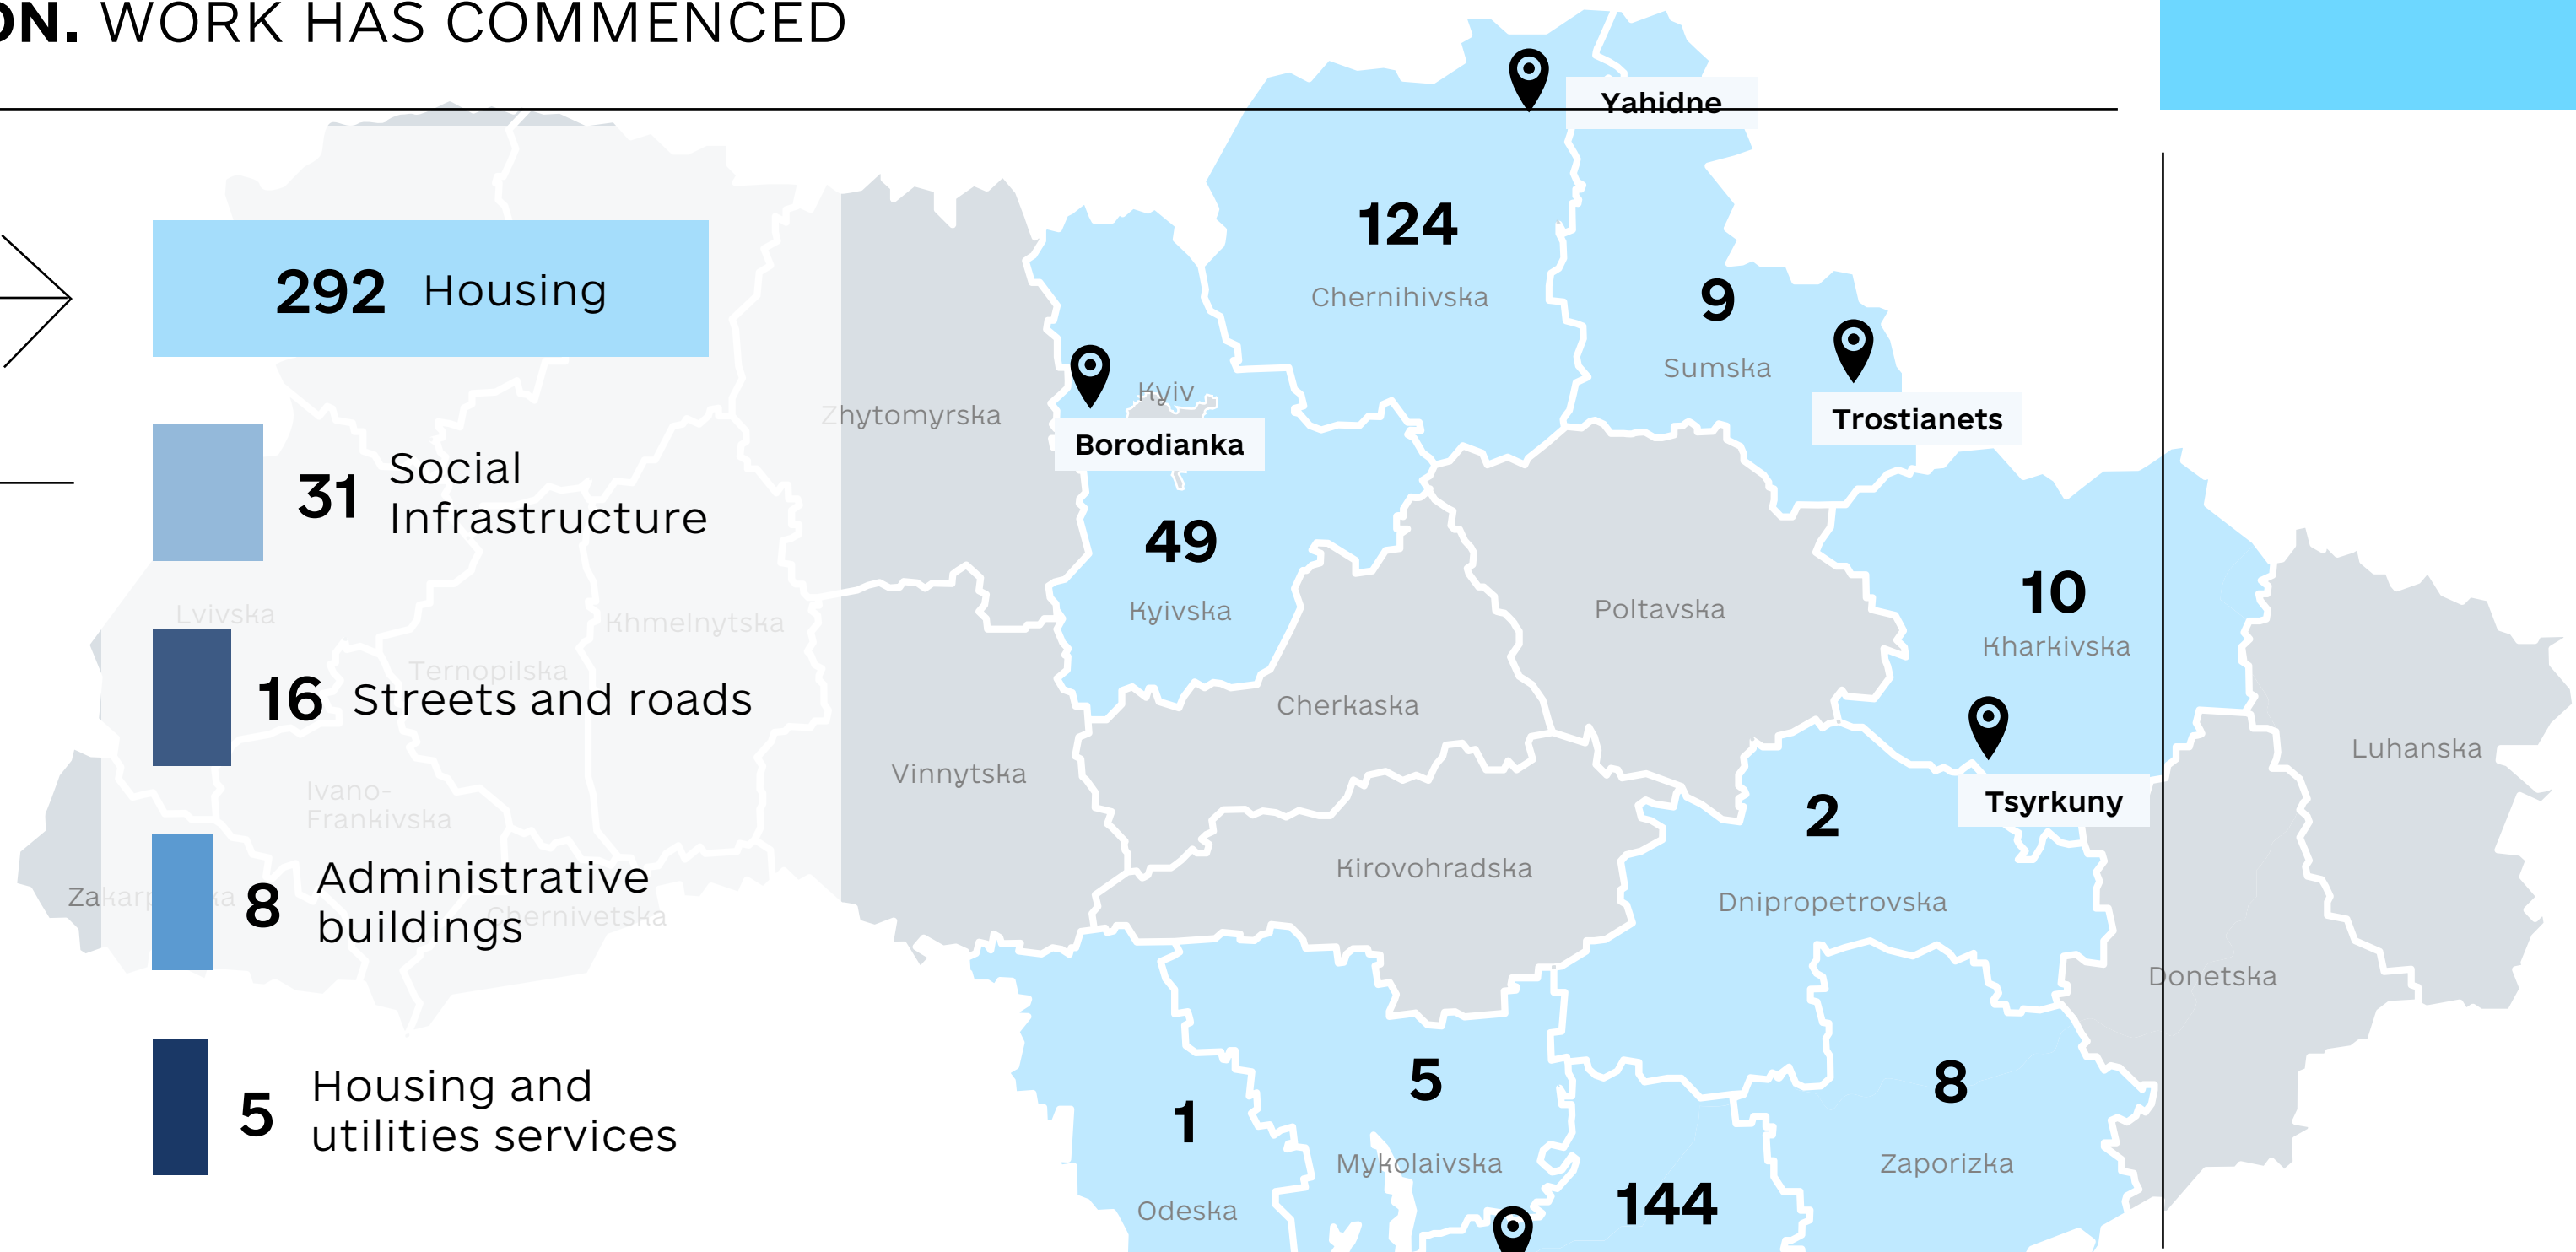 ON. WORK HAS COMMENCED
Yahidne
124
Chernihivska
292 Housing
9
Sumska
Kyiv
Zhytomyrska
Trostianets
Borodianka
31 Social
Infrastructure
49
Kyivska
10
Kharkivska
Poltavska
Lvivska
Khmelnytska
Ternopilska
16 Streets and roads
Cherkaska
Luhanska
Vinnytska
Ivano-
Frankivska
2
Tsyrkuny
Kirovohradska
8 Administrative
buildings
Chernivetska
Dnipropetrovska
Donetska
5 Housing and
utilities services
5
Mykolaivska
8
Zaporizka
1
Odeska
144